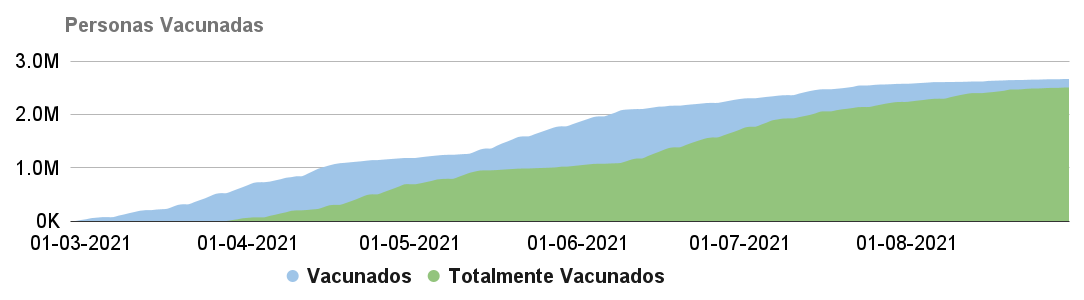 Personas Vacunadas
3.0M
2.0M
1.0M
0K
01-03-2021 01-04-2021 01-05-2021 01-06-2021 01-07-2021 01-08-2021
Vacunados Totalmente Vacunados